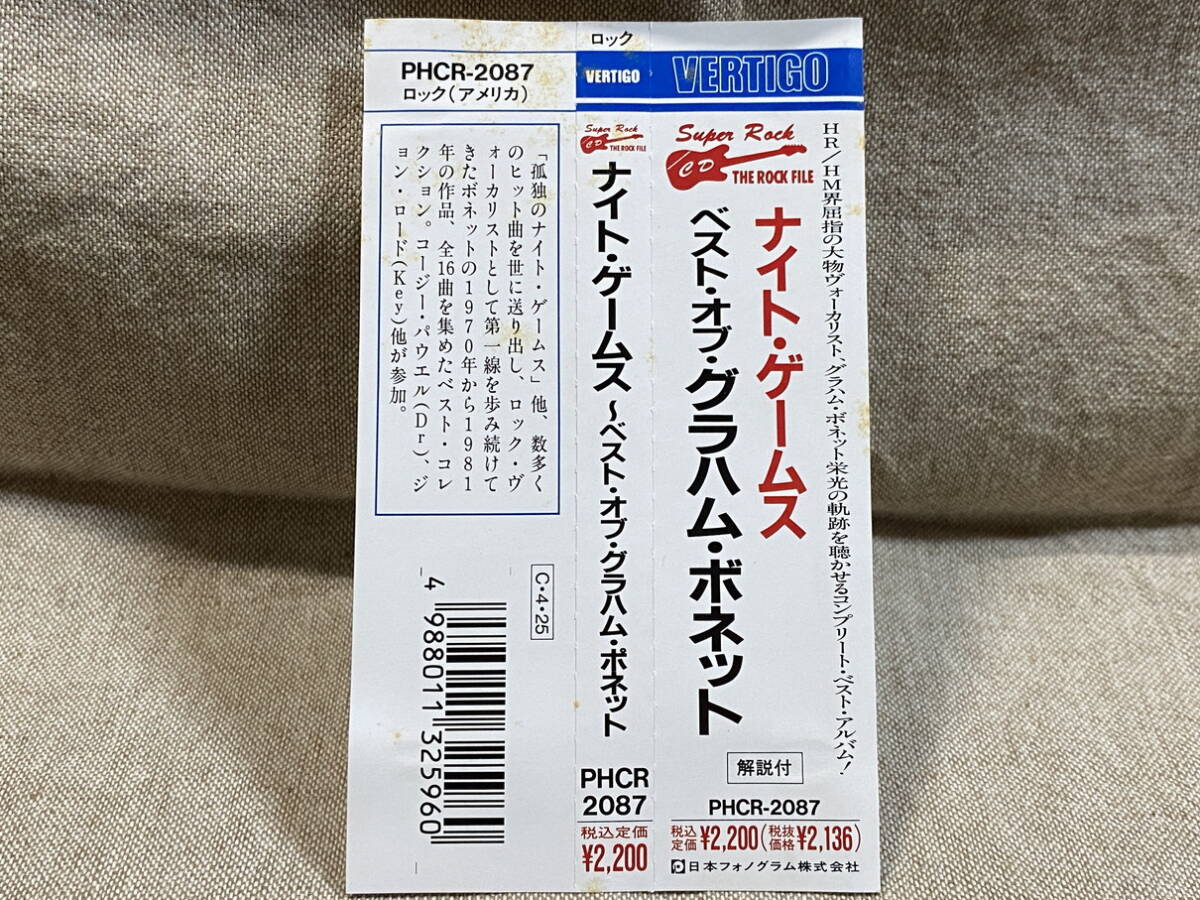 PHCR-2087
ロック(アメリカ)
「孤独のナイト・ゲームス」他、数多く
のヒット曲を世に送り出し、ロック・ヴ
ォーカリストとして第一線を歩み続けて
きたボネットの1970年から1981
年の作品、全16曲を集めたベスト・コレ
クション。コージー・パウエル(Dr)、ジ
ョン・ロード(Key)他が参加。
C・4・25
4 988011 325960
ロック
VERTIGO
Super Rock
CD
THE ROCK FILE
ナイト・ゲームス〜ベスト・オブ・グラハム・ボネット
PHCR
2087
税込定価
¥2,200
VERTIGO
Super Rock
CD
THE ROCK FILE
HR/HM界屈指の大物ヴォーカリスト、グラハム・ボネット栄光の軌跡を聴かせるコンプリート・ベスト・アルバム!
ナイト・ゲームス
ベスト・オブ・グラハム・ボネット
解説付
PHCR-2087
税込定価¥2,200(税抜価格¥2,136)
日本フォノグラム株式会社